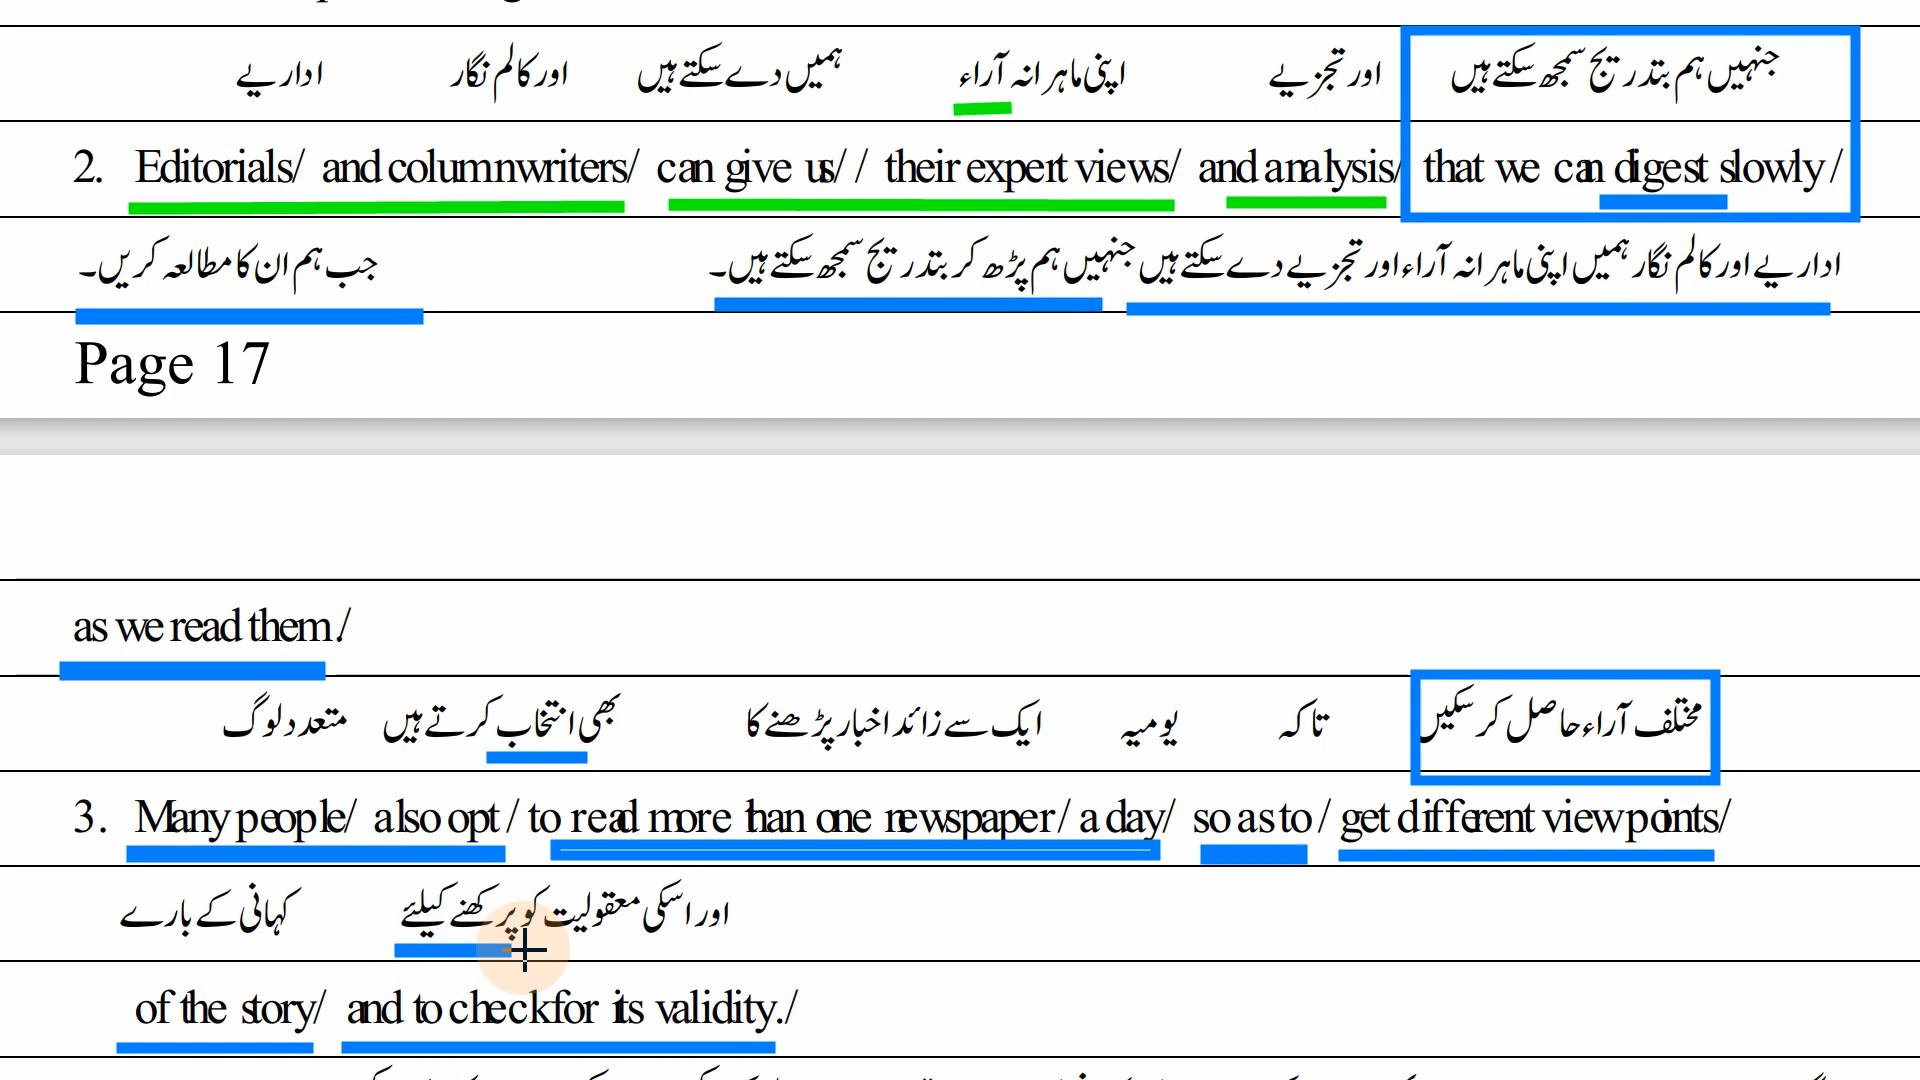 اداریے اور کالم نگار ہمیں دے سکتے ہیں اپنی ماہرانہ آراء اور تجزیے جنہیں ہم بتدریج سمجھ سکتے ہیں
2. Editorials/ and column writers/ can give us/ / their expert views/ and analysis/ that we can digest slowly /
اداریے اور کالم نگار ہمیں اپنی ماہرانہ آراء اور تجزیے دے سکتے ہیں جنہیں ہم پڑھ کر بتدریج سمجھ سکتے ہیں۔ جب ہم ان کا مطالعہ کریں۔
Page 17
as we read them./
متعدد لوگ بھی انتخاب کرتے ہیں ایک سے زائد اخبار پڑھنے کا یومیہ تاکہ مختلف آراء حاصل کر سکیں
3. Many people/ also opt / to read more than one newspaper/ a day/ so as to / get different viewpoints/
کہانی کے بارے اور اسکی معقولیت کو پرکھنے کیلئے
of the story/ and to check for its validity./